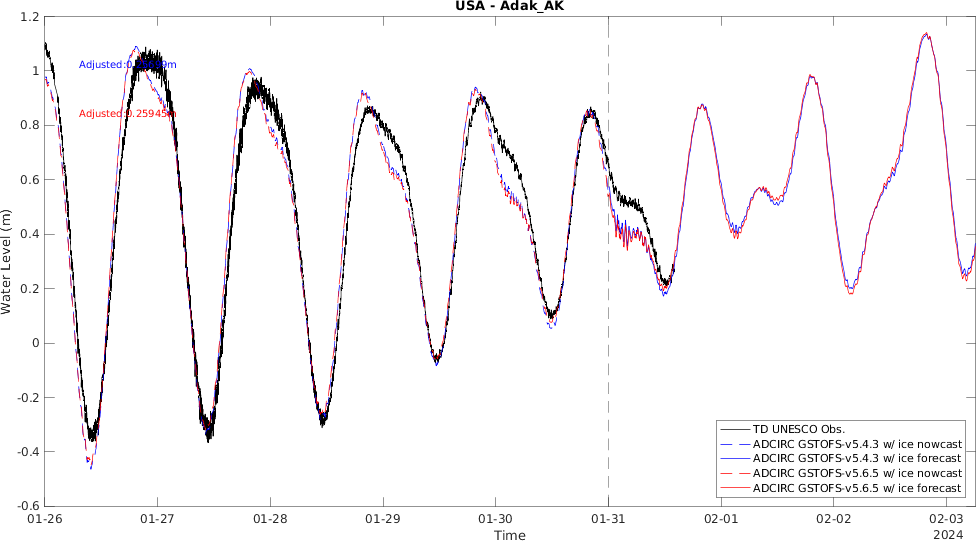 USA - Adak_AK
1.2
1
0.8
0.6
0.4
0.2
0
-0.2
-0.4
-0.6
Water Level (m)
Adjusted:0.
Adjusted:0.25945m
TD UNESCO Obs.
ADCIRC GSTOFS-v5.4.3 w/ ice nowcast
ADCIRC GSTOFS-v5.4.3 w/ ice forecast
ADCIRC GSTOFS-v5.6.5 w/ ice nowcast
ADCIRC GSTOFS-v5.6.5 w/ ice forecast
01-26 01-27 01-28 01-29 01-30 01-31 02-01 02-02 02-03
Time
2024